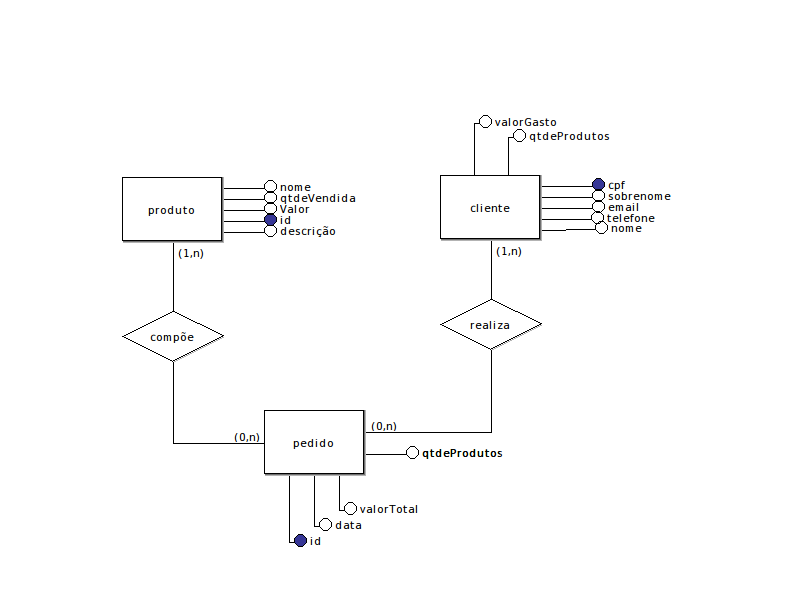 valorGasto
qtdeProdutos
produto
nome
qtdeVendida
Valor
id
descrição
cliente
cpf
sobrenome
email
telefone
nome
(1,n)
(1,n)
compõe
realiza
(0,n)
(0,n)
pedido
qtdeProdutos
valorTotal
data
id